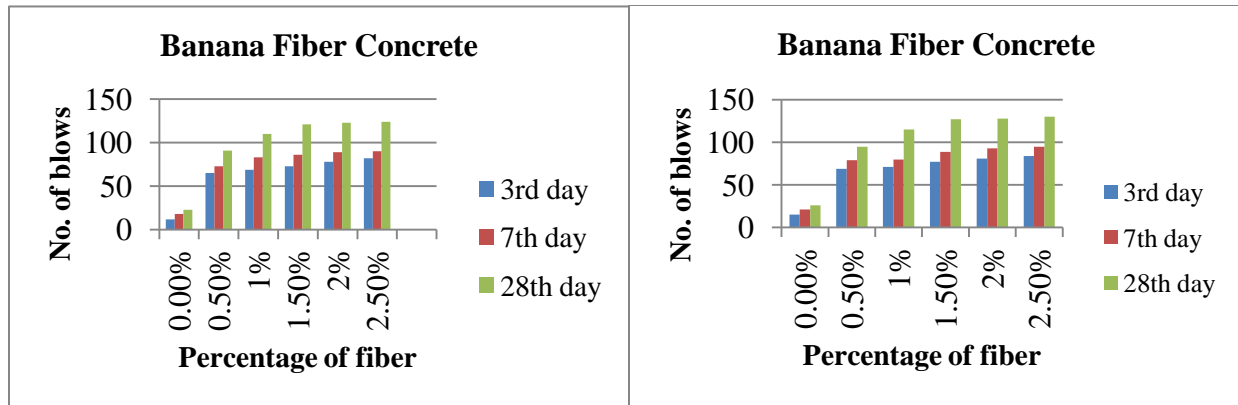 Banana Fiber Concrete
No. of blows
150
100
50
0
0.00%
0.50%
1%
1.50%
2%
2.50%
Percentage of fiber
3rd day
7th day
28th day
Banana Fiber Concrete
No. of blows
150
100
50
0
0.00%
0.50%
1%
1.50%
2%
2.50%
Percentage of fiber
3rd day
7th day
28th day